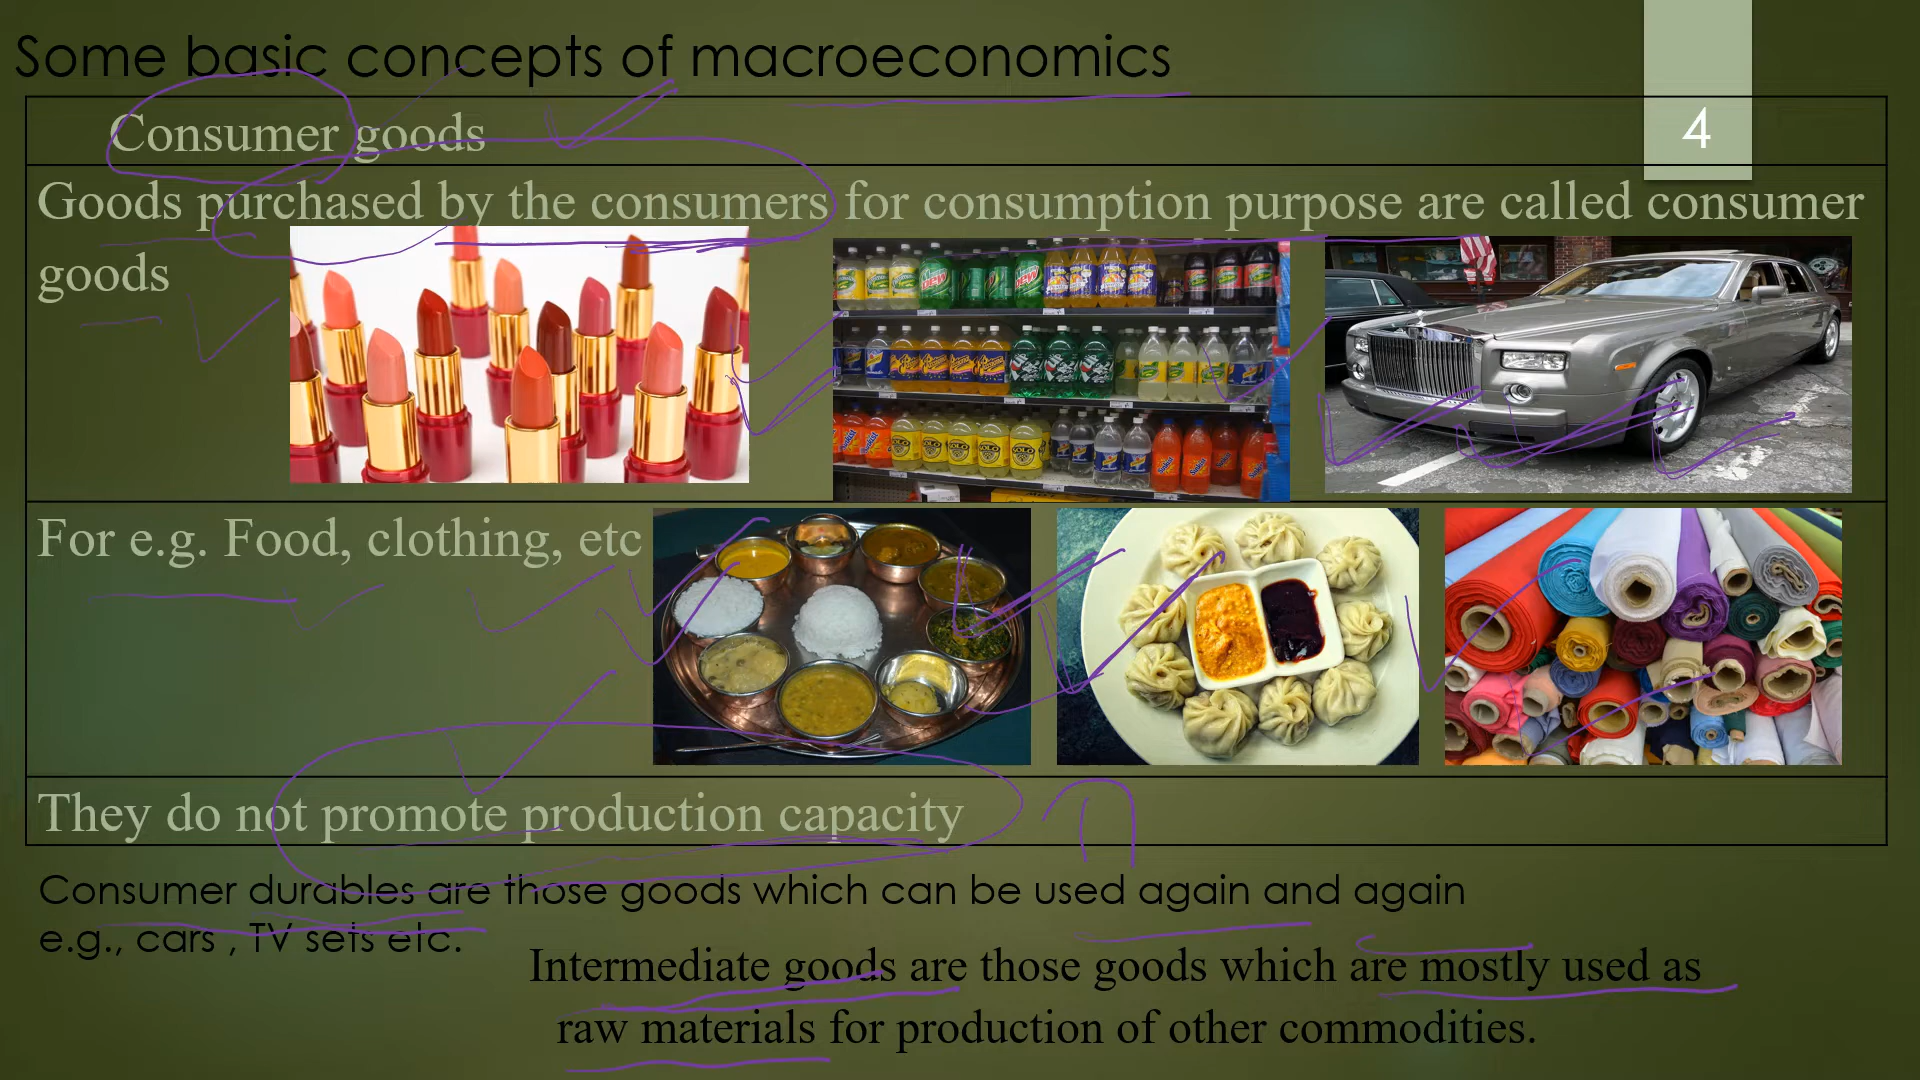 Some basic concepts of macroeconomics
4
Consumer goods
Goods purchased by the consumers for consumption purpose are called consumer
goods
For e.g. Food, clothing, etc
They do not promote production capacity
Consumer durables are those goods which can be used again and again
e.g., cars , TV sets etc.
Intermediate goods are those goods which are mostly used as
raw materials for production of other commodities.